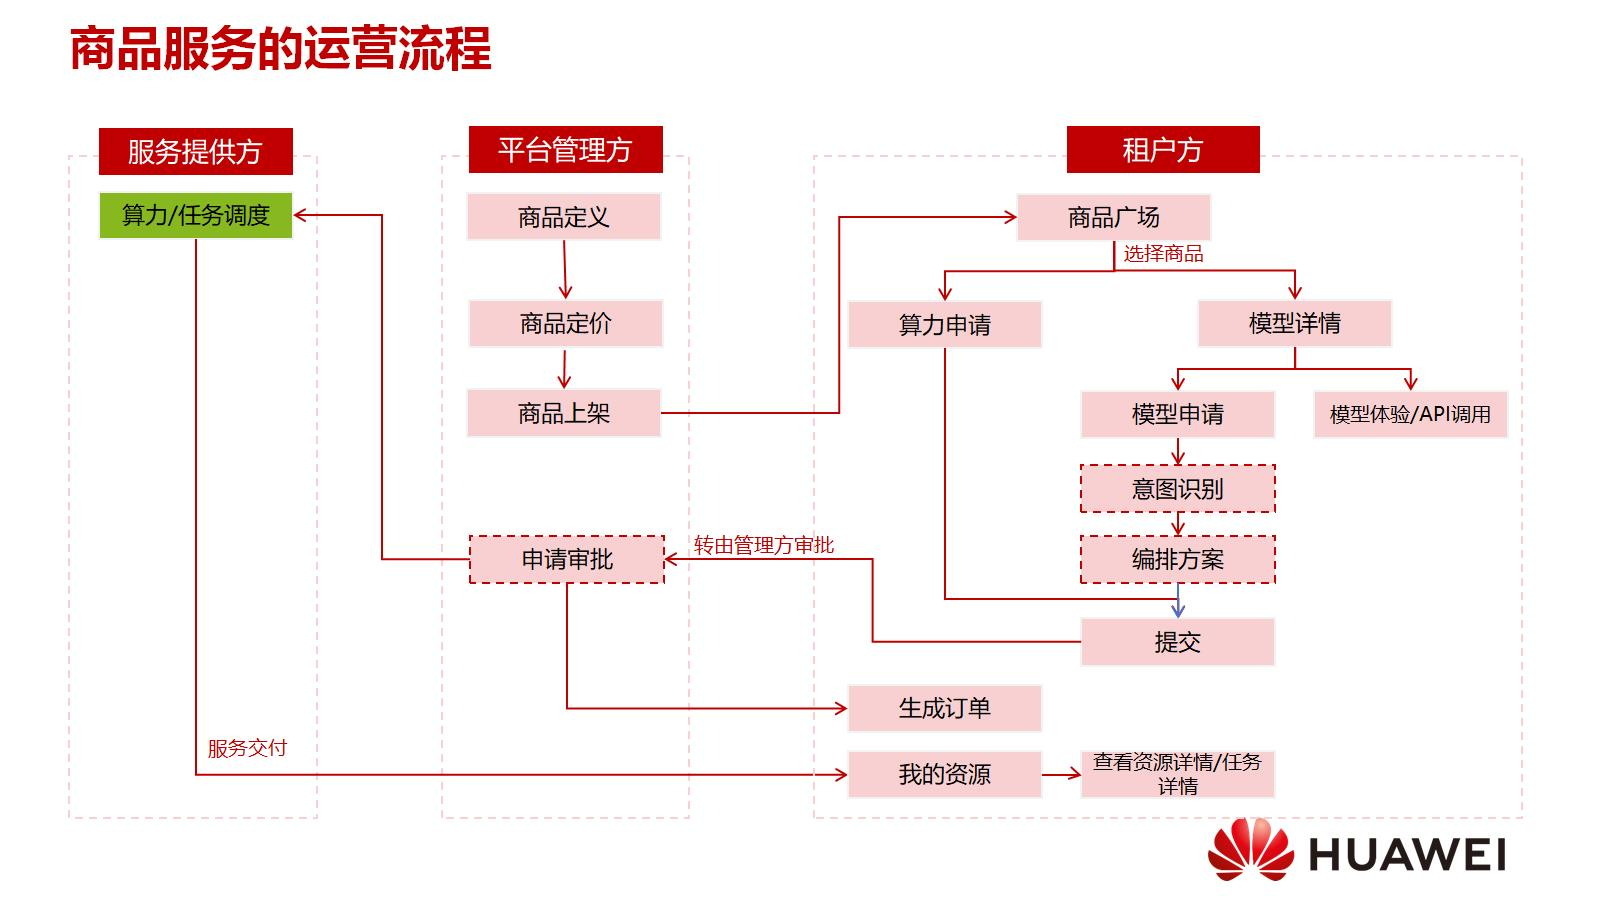 商品服务的运营流程
服务提供方
平台管理方
租户方
算力/任务调度
商品定义
商品广场
选择商品
商品定价
算力申请
模型详情
商品上架
模型申请
模型体验/API调用
意图识别
转由管理方审批
申请审批
编排方案
提交
生成订单
服务交付
我的资源
查看资源详情/任务
详情
HUAWEI